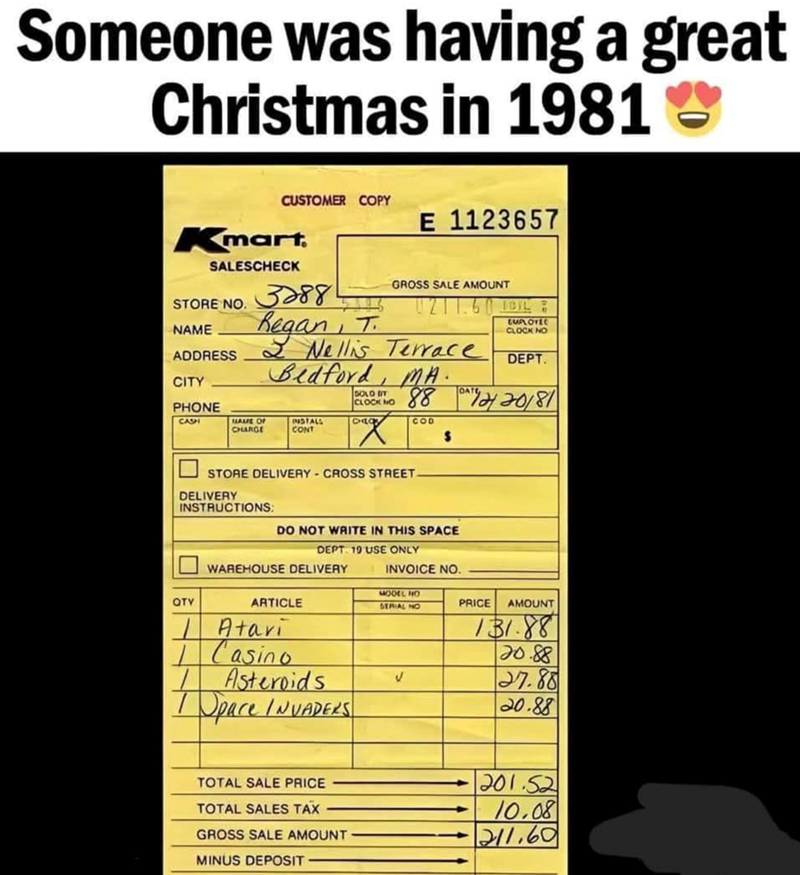 Someone was having a great
Christmas in 1981 😍
CUSTOMER COPY
E 1123657
Kmart.
SALESCHECK
GROSS SALE AMOUNT
STORE NO. 3288
0211.60
NAME Regan, T.
EMPLOYEE CLOCK NO
ADDRESS 2 Nellis Terrace
DEPT.
CITY Bedford, MA.
PHONE
SOLD BY CLOCK NO 88
DATE 12/20/81
CASH NAME OF CHARGE INSTALL CONT X COD $
STORE DELIVERY - CROSS STREET
DELIVERY
INSTRUCTIONS:
DO NOT WRITE IN THIS SPACE
DEPT. 19 USE ONLY
WAREHOUSE DELIVERY INVOICE NO.
QTY ARTICLE MODEL NO SERIAL NO PRICE AMOUNT
1 Atari 131.88
1 Casino 20.88
1 Asteroids ✓ 27.88
1 Space INVADERS 20.88
TOTAL SALE PRICE 201.52
TOTAL SALES TAX 10.08
GROSS SALE AMOUNT 211.60
MINUS DEPOSIT